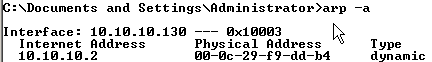 C:\Documents and Settings\Administrator>arp -a
Interface: 10.10.10.130 --- 0x10003
Internet Address Physical Address Type
10.10.10.2 00-0c-29-f9-dd-b4 dynamic